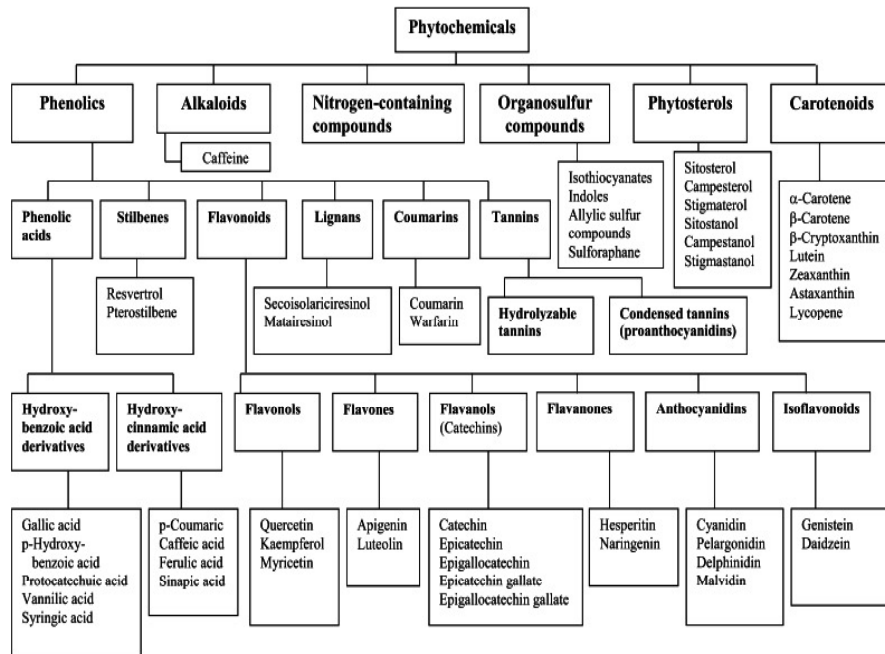 Phytochemicals
Phenolics
Alkaloids
Nitrogen-containing
compounds
Organosulfur
compounds
Phytosterols
Carotenoids
Caffeine
Isothiocyanates
Indoles
Allylic sulfur
compounds
Sulforaphane
Sitosterol
Campesterol
Stigmaterol
Sitostanol
Campestanol
Stigmastanol
α-Carotene
β-Carotene
β-Cryptoxanthin
Lutein
Zeaxanthin
Astaxanthin
Lycopene
Phenolic
acids
Stilbenes
Flavonoids
Lignans
Coumarins
Tannins
Resvertrol
Pterostilbene
Secoisolariciresinol
Matairesinol
Coumarin
Warfarin
Hydrolyzable
tannins
Condensed tannins
(proanthocyanidins)
Hydroxy-
benzoic acid
derivatives
Hydroxy-
cinnamic acid
derivatives
Flavonols
Flavones
Flavanols
(Catechins)
Flavanones
Anthocyanidins
Isoflavonoids
Gallic acid
p-Hydroxy-
benzoic acid
Protocatechuic acid
Vannilic acid
Syringic acid
p-Coumaric
Caffeic acid
Ferulic acid
Sinapic acid
Quercetin
Kaempferol
Myricetin
Apigenin
Luteolin
Catechin
Epicatechin
Epigallocatechin
Epicatechin gallate
Epigallocatechin gallate
Hesperitin
Naringenin
Cyanidin
Pelargonidin
Delphinidin
Malvidin
Genistein
Daidzein